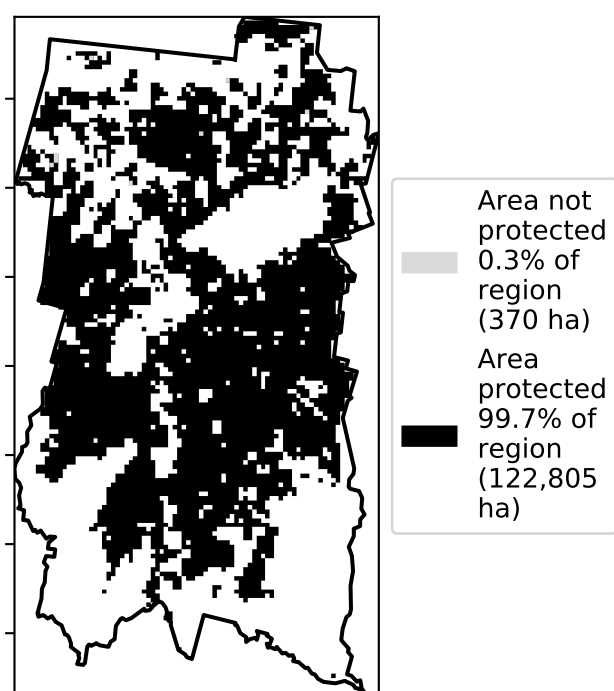 Area not
protected
0.3% of
region
(370 ha)
Area
protected
99.7% of
region
(122,805
ha)